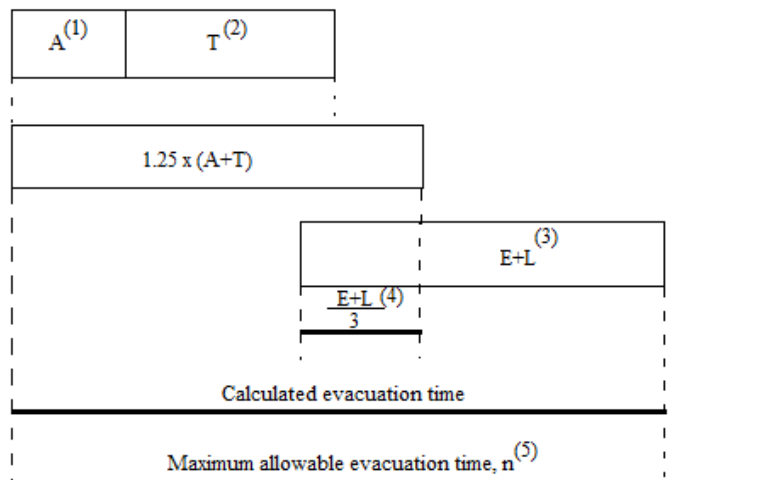 A(1) T(2)
1.25 x (A+T)
E+L(3)
E+L (4)
3
Calculated evacuation time
Maximum allowable evacuation time, n(5)